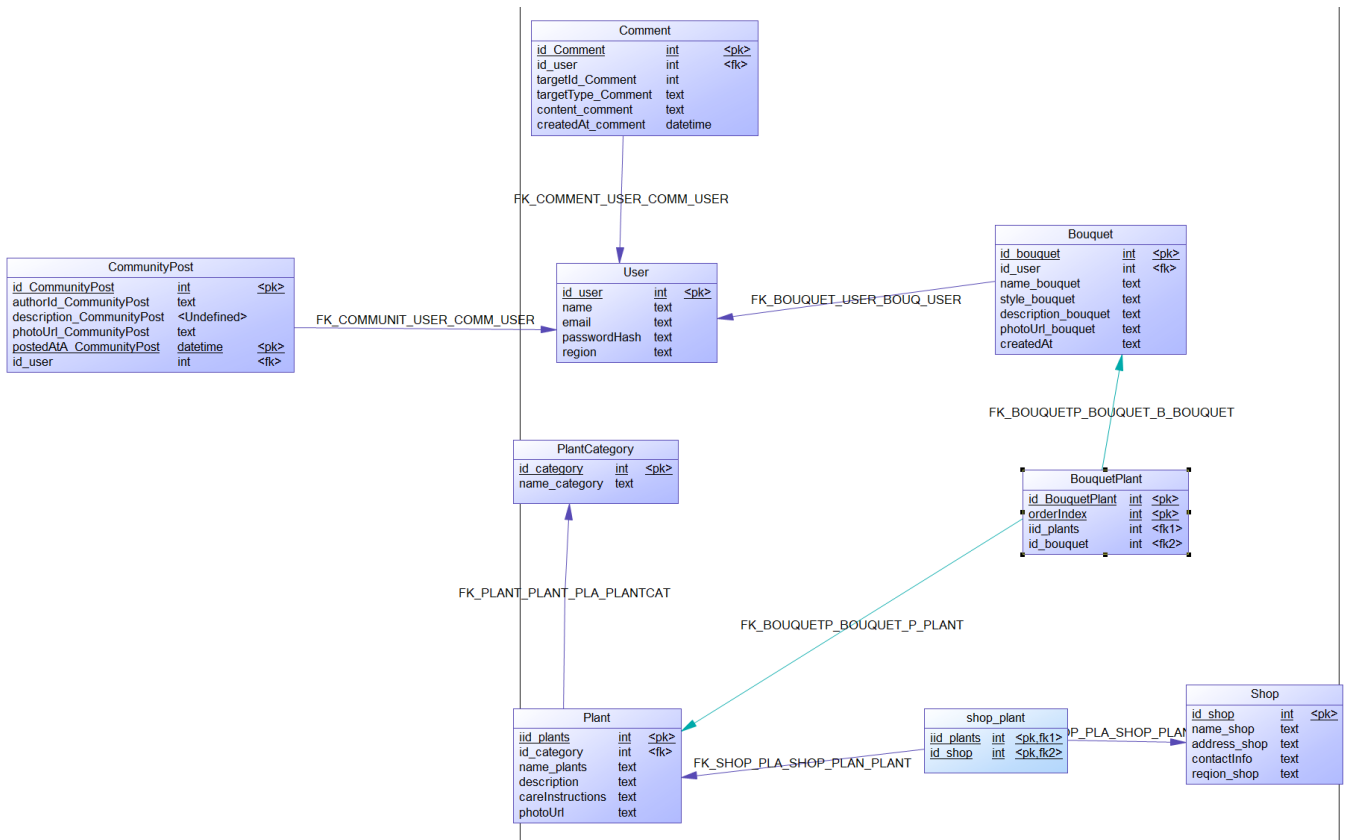 Comment
id_Comment int <pk>
id_user int <fk>
targetId_Comment int
targetType_Comment text
content_comment text
createdAt_comment datetime
FK_COMMENT_USER_COMM_USER
CommunityPost
id_CommunityPost int <pk>
authorId_CommunityPost text
description_CommunityPost <Undefined>
photoUrl_CommunityPost text
postedAtA_CommunityPost datetime <pk>
id_user int <fk>
FK_COMMUNIT_USER_COMM_USER
User
id_user int <pk>
name text
email text
passwordHash text
region text
FK_BOUQUET_USER_BOUQ_USER
Bouquet
id_bouquet int <pk>
id_user int <fk>
name_bouquet text
style_bouquet text
description_bouquet text
photoUrl_bouquet text
createdAt text
FK_BOUQUETP_BOUQUET_B_BOUQUET
PlantCategory
id_category int <pk>
name_category text
BouquetPlant
id_BouquetPlant int <pk>
orderIndex int <pk>
iid_plants int <fk1>
id_bouquet int <fk2>
FK_PLANT_PLANT_PLA_PLANTCAT
FK_BOUQUETP_BOUQUET_P_PLANT
Plant
iid_plants int <pk>
id_category int <fk>
name_plants text
description text
careInstructions text
photoUrl text
FK_SHOP_PLA_SHOP_PLAN_PLANT
shop_plant
iid_plants int <pk,fk1>
id_shop int <pk,fk2>
OP_PLA_SHOP_PLAN
Shop
id_shop int <pk>
name_shop text
address_shop text
contactInfo text
region_shop text